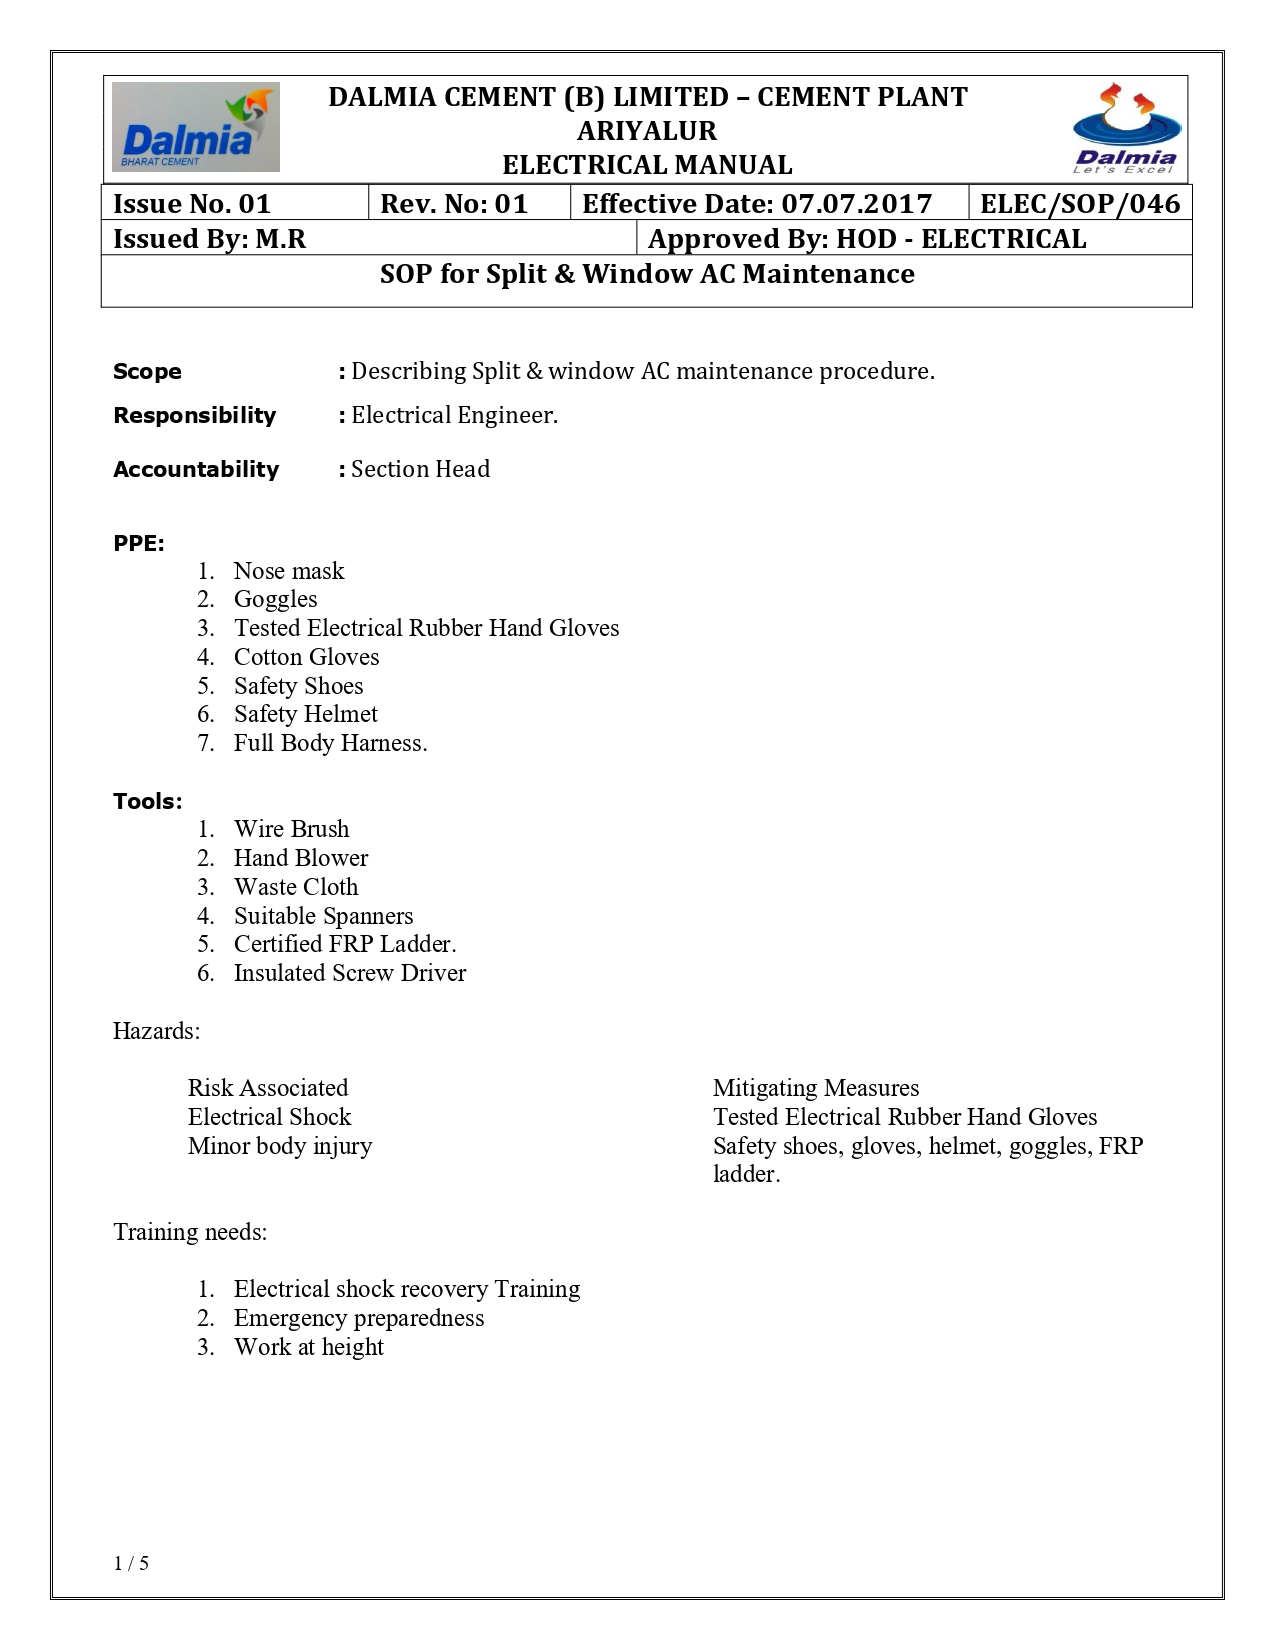 Dalmia
BHARAT CEMENT
DALMIA CEMENT (B) LIMITED – CEMENT PLANT
ARIYALUR
ELECTRICAL MANUAL
Dalmia
Let's Excel
Issue No. 01 Rev. No: 01 Effective Date: 07.07.2017 ELEC/SOP/046
Issued By: M.R Approved By: HOD - ELECTRICAL
SOP for Split & Window AC Maintenance
Scope : Describing Split & window AC maintenance procedure.
Responsibility : Electrical Engineer.
Accountability : Section Head
PPE:
1. Nose mask
2. Goggles
3. Tested Electrical Rubber Hand Gloves
4. Cotton Gloves
5. Safety Shoes
6. Safety Helmet
7. Full Body Harness.
Tools:
1. Wire Brush
2. Hand Blower
3. Waste Cloth
4. Suitable Spanners
5. Certified FRP Ladder.
6. Insulated Screw Driver
Hazards:
Risk Associated Mitigating Measures
Electrical Shock Tested Electrical Rubber Hand Gloves
Minor body injury Safety shoes, gloves, helmet, goggles, FRP
ladder.
Training needs:
1. Electrical shock recovery Training
2. Emergency preparedness
3. Work at height
1 / 5